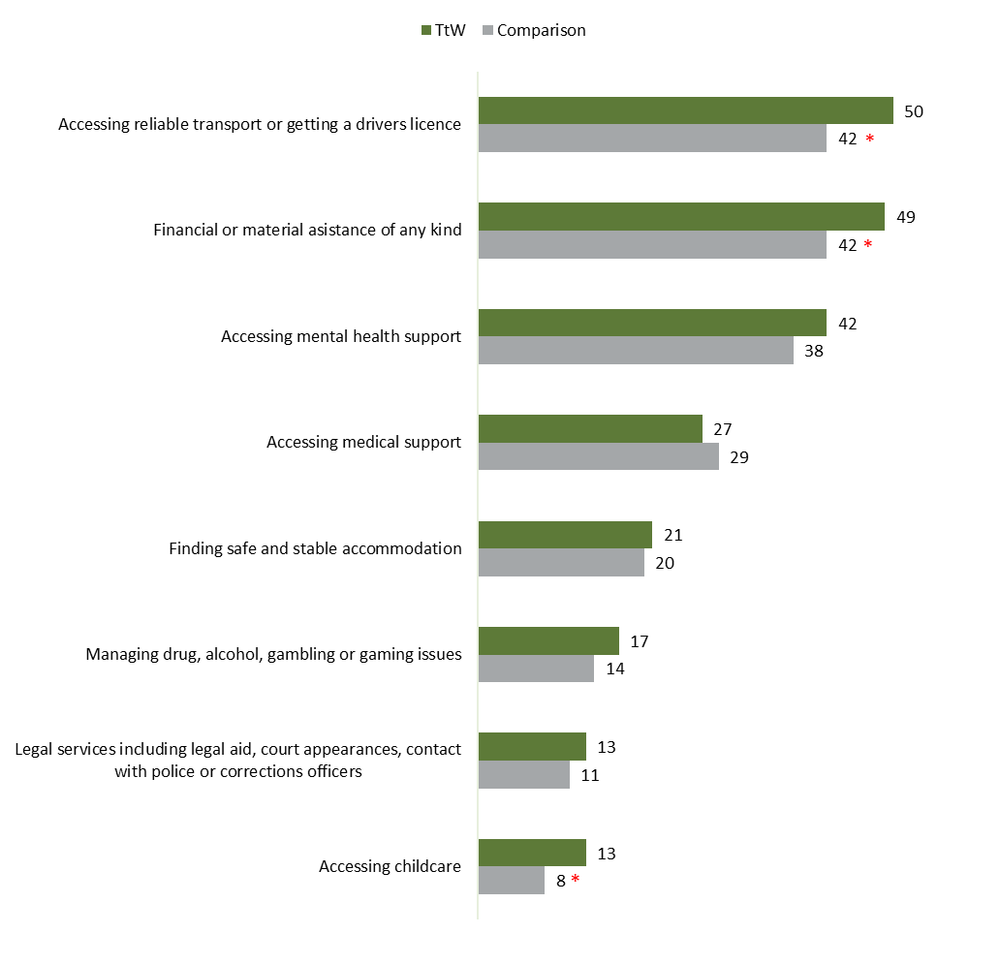 TtW Comparison
Accessing reliable transport or getting a drivers licence
50
42 *
Financial or material asistance of any kind
49
42 *
Accessing mental health support
42
38
Accessing medical support
27
29
Finding safe and stable accommodation
21
20
Managing drug, alcohol, gambling or gaming issues
17
14
Legal services including legal aid, court appearances, contact
with police or corrections officers
13
11
Accessing childcare
13
8 *